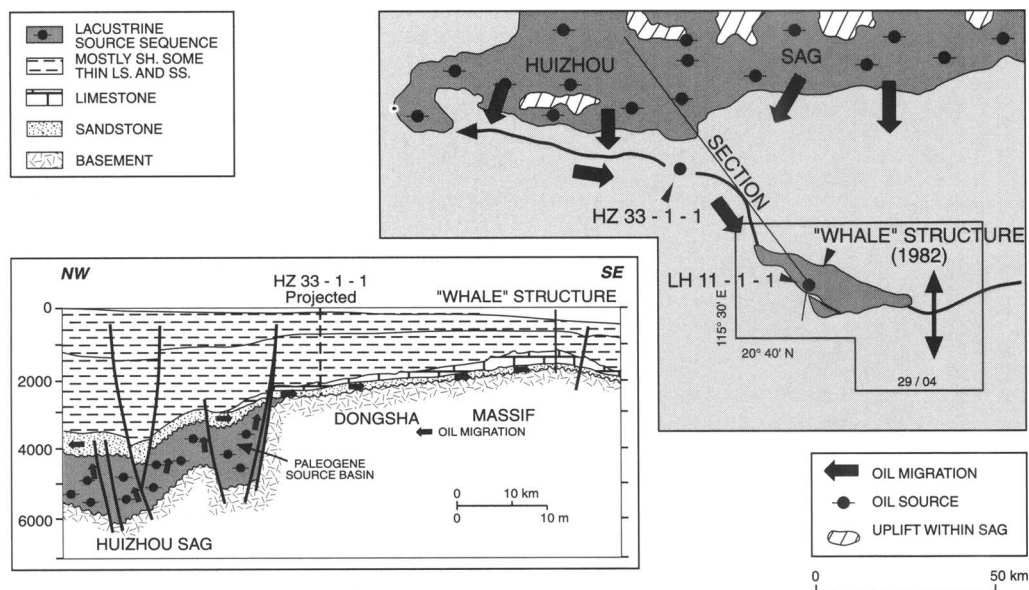 LACUSTRINE
SOURCE SEQUENCE
MOSTLY SH. SOME
THIN LS. AND SS.
LIMESTONE
SANDSTONE
BASEMENT
HUIZHOU
SAG
SECTION
HZ 33 - 1 - 1
"WHALE" STRUCTURE
(1982)
LH 11 - 1 - 1
115° 30' E
20° 40' N
29 / 04
NW
HZ 33 - 1 - 1
Projected
SE
"WHALE" STRUCTURE
0
2000
4000
6000
DONGSHA MASSIF
OIL MIGRATION
PALEOGENE
SOURCE BASIN
0 10 km
0 10 m
HUIZHOU SAG
OIL MIGRATION
OIL SOURCE
UPLIFT WITHIN SAG
0 50 km